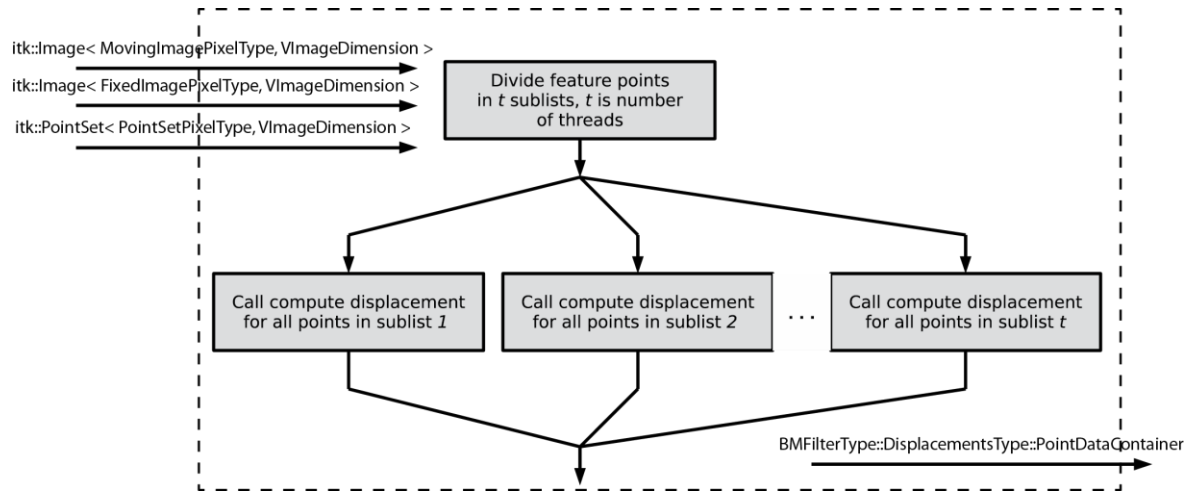 itk::Image< MovingImagePixelType, VImageDimension >
itk::Image< FixedImagePixelType, VImageDimension >
itk::PointSet< PointSetPixelType, VImageDimension >
Divide feature points
in t sublists, t is number
of threads
Call compute displacement
for all points in sublist 1
Call compute displacement
for all points in sublist 2
...
Call compute displacement
for all points in sublist t
BMFilterType::DisplacementsType::PointDataContainer